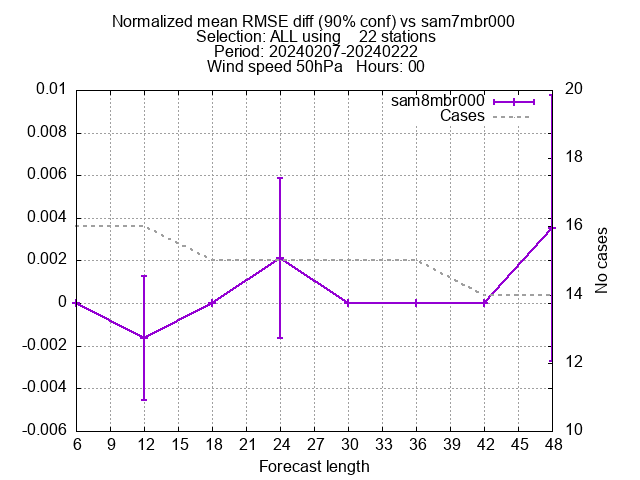 Normalized mean RMSE diff (90% conf) vs sam7mbr000
Selection: ALL using    22 stations
Period: 20240207-20240222
Wind speed 50hPa   Hours: 00
sam8mbr000
Cases
0.01
0.008
0.006
0.004
0.002
0
-0.002
-0.004
-0.006
20
18
16
14
12
10
No cases
6 9 12 15 18 21 24 27 30 33 36 39 42 45 48
Forecast length